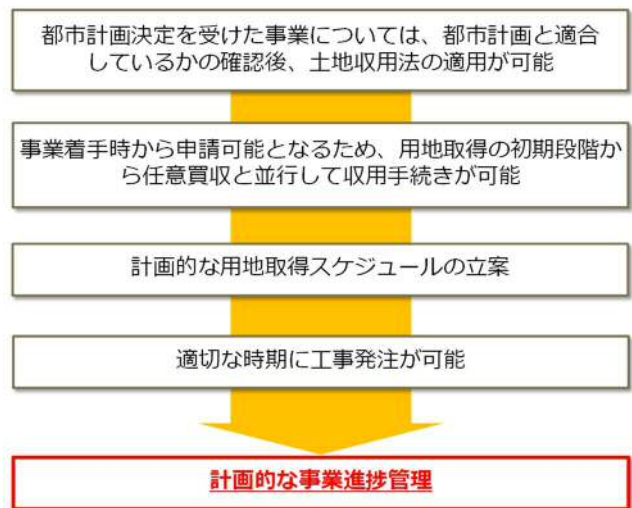 都市計画決定を受けた事業については、都市計画と適合
しているかの確認後、土地収用法の適用が可能
事業着手時から申請可能となるため、用地取得の初期段階か
ら任意買収と並行して収用手続きが可能
計画的な用地取得スケジュールの立案
適切な時期に工事発注が可能
計画的な事業進捗管理